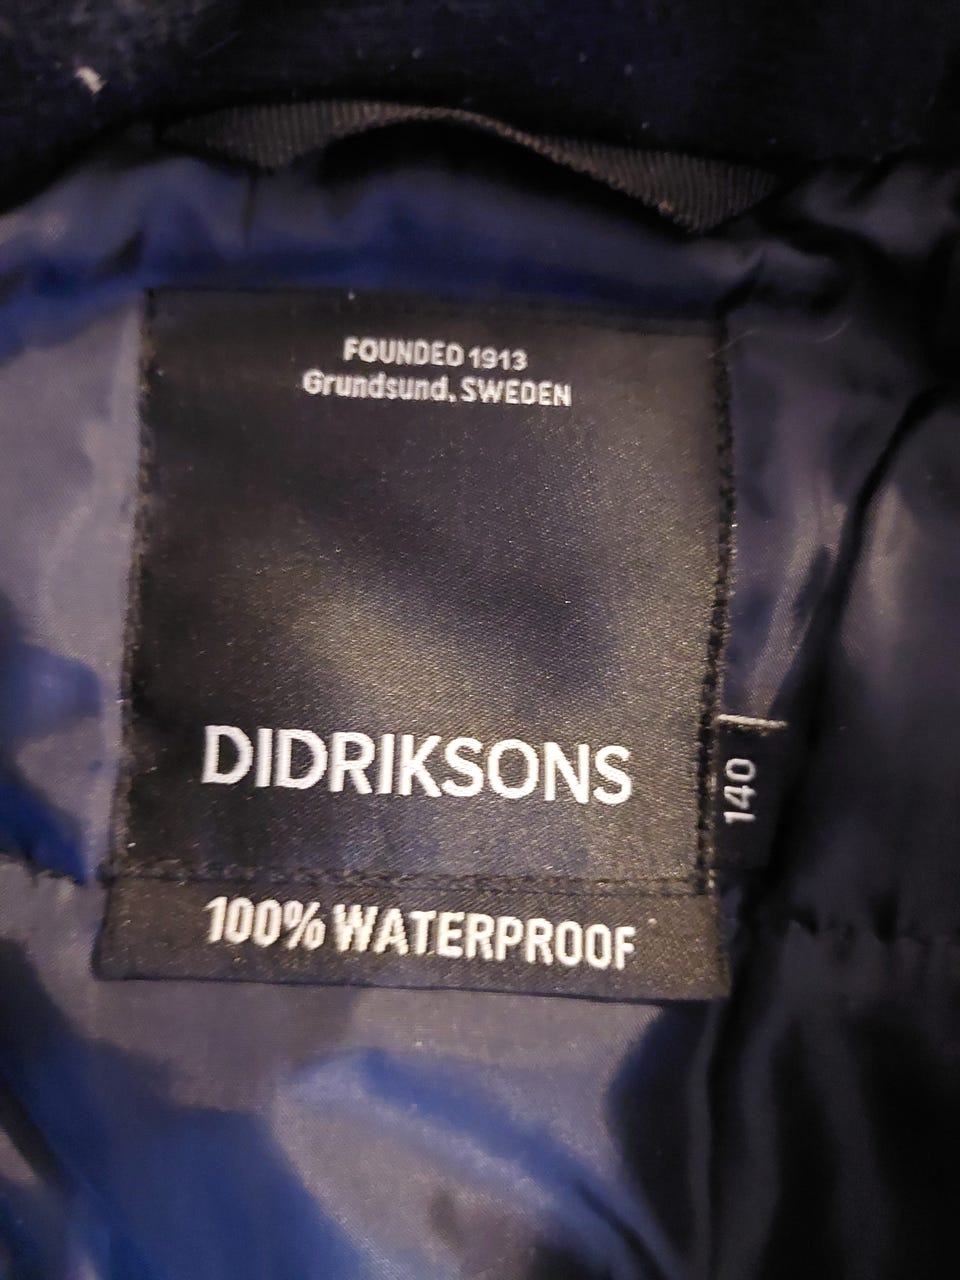 FOUNDED 1913
Grundsund, SWEDEN
DIDRIKSONS
140
100% WATERPROOF